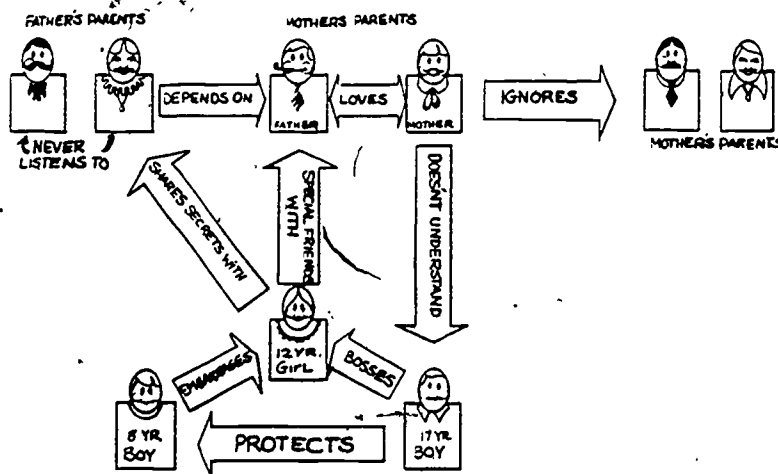 FATHER'S PARENTS
MOTHERS PARENTS
DEPENDS ON
LOVES
IGNORES
FATHER
MOTHER
NEVER
LISTENS TO
MOTHER'S PARENTS
SHARES SECRETS WITH
SPECIAL FRIENDS
WITH
DOESN'T UNDERSTAND
12 YR.
GIRL
BOSSES
8 YR
BOY
PROTECTS
17 YR
BOY